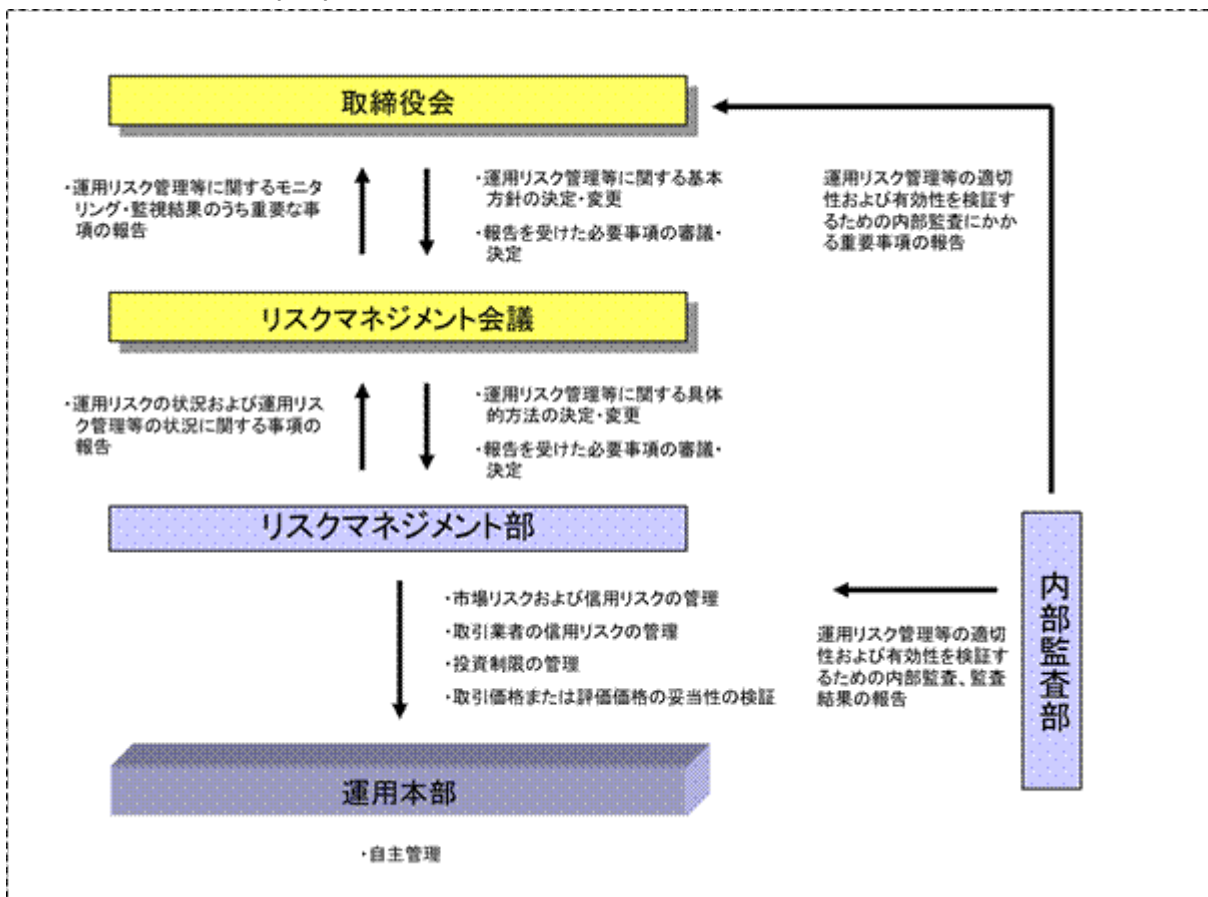 取締役会
・運用リスク管理等に関するモニ
タリング・監視結果のうち重要な事
項の報告
・運用リスク管理等に関する基本
方針の決定・変更
・報告を受けた必要事項の審議・
決定
運用リスク管理等の適切
性および有効性を検証す
るための内部監査にかか
る重要事項の報告
リスクマネジメント会議
・運用リスクの状況および運用リス
ク管理等の状況に関する事項の
報告
・運用リスク管理等に関する具体
的方法の決定・変更
・報告を受けた必要事項の審議・
決定
リスクマネジメント部
・市場リスクおよび信用リスクの管理
・取引業者の信用リスクの管理
・投資制限の管理
・取引価格または評価価格の妥当性の検証
運用リスク管理等の適切
性および有効性を検証す
るための内部監査、監査
結果の報告
内部監査部
運用本部
・自主管理